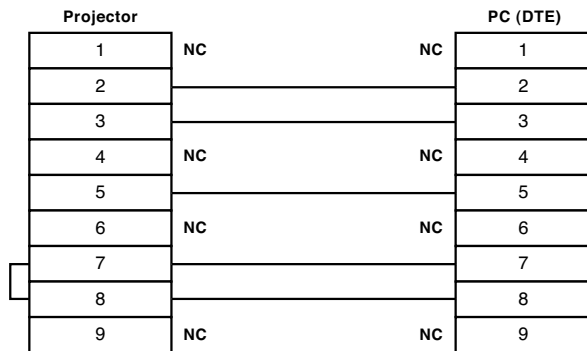 Projector PC (DTE)
1 NC NC 1
2 2
3 3
4 NC NC 4
5 5
6 NC NC 6
7 7
8 8
9 NC NC 9